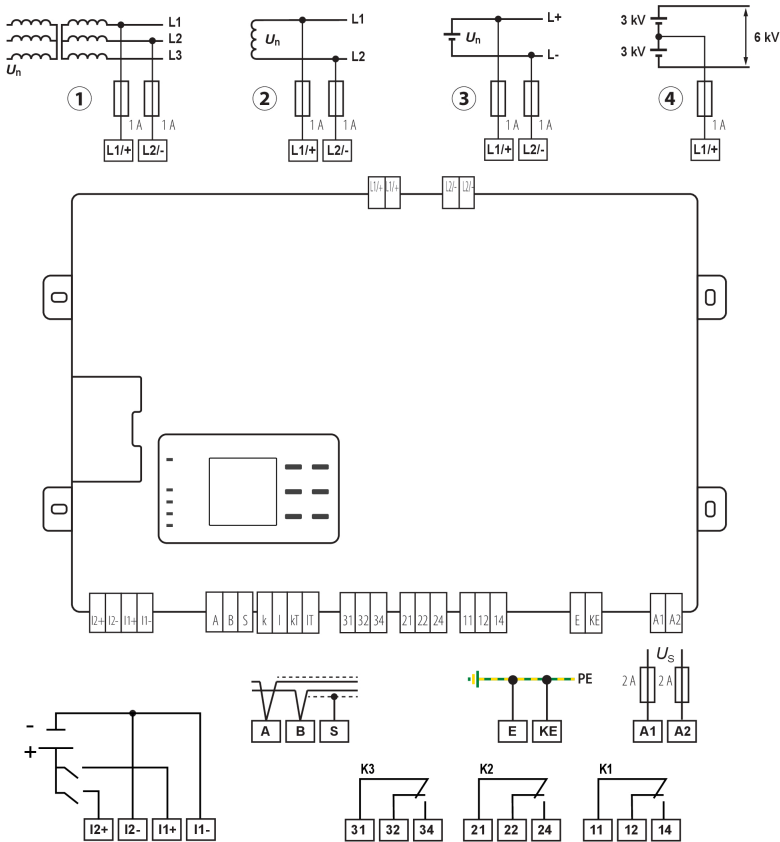 L1
L2
L3
Un
1
1 A
1 A
L1/+ L2/-
L1
Un
L2
2
1 A
1 A
L1/+ L2/-
L+
Un
L-
3
1 A
1 A
L1/+ L2/-
3 kV
3 kV
6 kV
4
1 A
L1/+
L1/+ L1/+
L2/- L2/-
I2+ I2- I1+ I1-
A B S
k l kT lT
31 32 34
21 22 24
11 12 14
E KE
A1 A2
A B S
PE
E KE
US
2 A 2 A
A1 A2
-
+
I2+ I2- I1+ I1-
K3
31 32 34
K2
21 22 24
K1
11 12 14